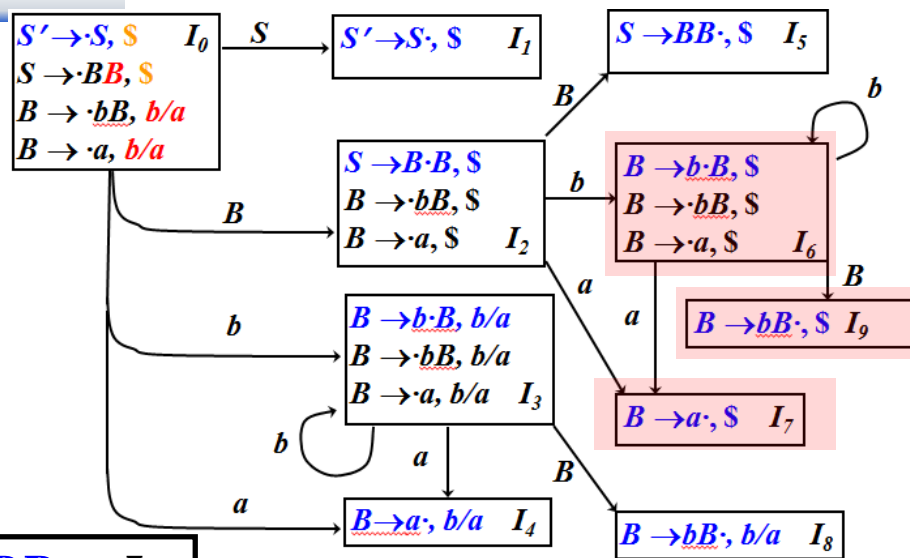 S′ →·S, $ I₀
S →·BB, $
B → ·bB, b/a
B → ·a, b/a
S
S′ →S·, $ I₁
S →BB·, $ I₅
B
b
S →B·B, $
B →·bB, $
B →·a, $ I₂
B
b
B →b·B, $
B →·bB, $
B →·a, $ I₆
a
a
B
B →bB·, $ I₉
b
B →b·B, b/a
B →·bB, b/a
B →·a, b/a I₃
B →a·, $ I₇
b
a
B
a
B→a·, b/a I₄
B →bB·, b/a I₈